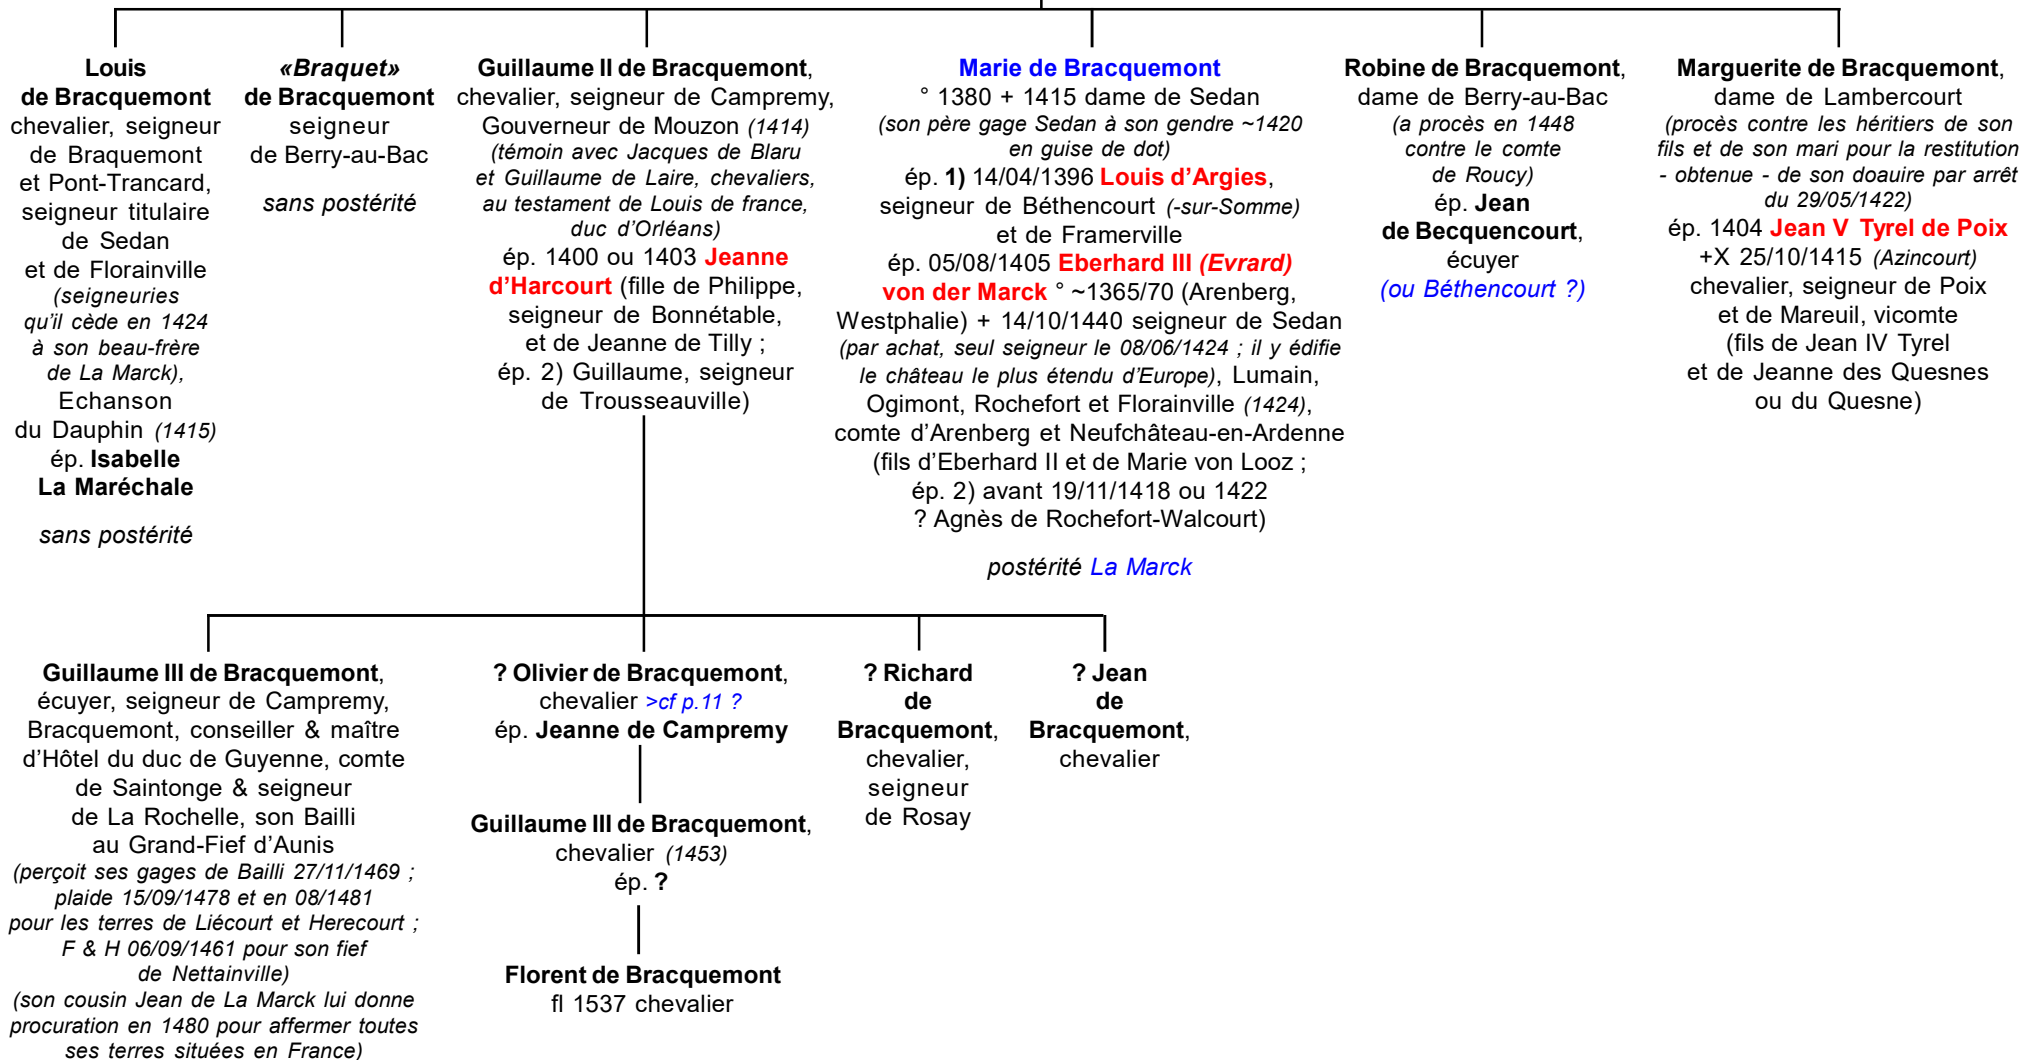 Louis
de Bracquemont
chevalier, seigneur
de Braquemont
et Pont-Trancard,
seigneur titulaire
de Sedan
et de Florainville
(seigneuries
qu'il cède en 1424
à son beau-frère
de La Marck),
Echanson
du Dauphin (1415)
ép. Isabelle
La Maréchale
sans postérité
«Braquet»
de Bracquemont
seigneur
de Berry-au-Bac
sans postérité
Guillaume II de Bracquemont,
chevalier, seigneur de Campremy,
Gouverneur de Mouzon (1414)
(témoin avec Jacques de Blaru
et Guillaume de Laire, chevaliers,
au testament de Louis de france,
duc d'Orléans)
ép. 1400 ou 1403 Jeanne
d'Harcourt (fille de Philippe,
seigneur de Bonnétable,
et de Jeanne de Tilly ;
ép. 2) Guillaume, seigneur
de Trousseauville)
Marie de Bracquemont
° 1380 + 1415 dame de Sedan
(son père gage Sedan à son gendre ~1420
en guise de dot)
ép. 1) 14/04/1396 Louis d'Argies,
seigneur de Béthencourt (-sur-Somme)
et de Framerville
ép. 05/08/1405 Eberhard III (Evrard)
von der Marck ° ~1365/70 (Arenberg,
Westphalie) + 14/10/1440 seigneur de Sedan
(par achat, seul seigneur le 08/06/1424 ; il y édifie
le château le plus étendu d'Europe), Lumain,
Ogimont, Rochefort et Florainville (1424),
comte d'Arenberg et Neufchâteau-en-Ardenne
(fils d'Eberhard II et de Marie von Looz ;
ép. 2) avant 19/11/1418 ou 1422
? Agnès de Rochefort-Walcourt)
postérité La Marck
Robine de Bracquemont,
dame de Berry-au-Bac
(a procès en 1448
contre le comte
de Roucy)
ép. Jean
de Becquencourt,
écuyer
(ou Béthencourt ?)
Marguerite de Bracquemont,
dame de Lambercourt
(procès contre les héritiers de son
fils et de son mari pour la restitution
- obtenue - de son doauire par arrêt
du 29/05/1422)
ép. 1404 Jean V Tyrel de Poix
+X 25/10/1415 (Azincourt)
chevalier, seigneur de Poix
et de Mareuil, vicomte
(fils de Jean IV Tyrel
et de Jeanne des Quesnes
ou du Quesne)
Guillaume III de Bracquemont,
écuyer, seigneur de Campremy,
Bracquemont, conseiller & maître
d'Hôtel du duc de Guyenne, comte
de Saintonge & seigneur
de La Rochelle, son Bailli
au Grand-Fief d'Aunis
(perçoit ses gages de Bailli 27/11/1469 ;
plaide 15/09/1478 et en 08/1481
pour les terres de Liécourt et Herecourt ;
F & H 06/09/1461 pour son fief
de Nettainville)
(son cousin Jean de La Marck lui donne
procuration en 1480 pour affermer toutes
ses terres situées en France)
? Olivier de Bracquemont,
chevalier >cf p.11 ?
ép. Jeanne de Campremy
Guillaume III de Bracquemont,
chevalier (1453)
ép. ?
Florent de Bracquemont
fl 1537 chevalier
? Richard
de
Bracquemont,
chevalier,
seigneur
de Rosay
? Jean
de
Bracquemont,
chevalier